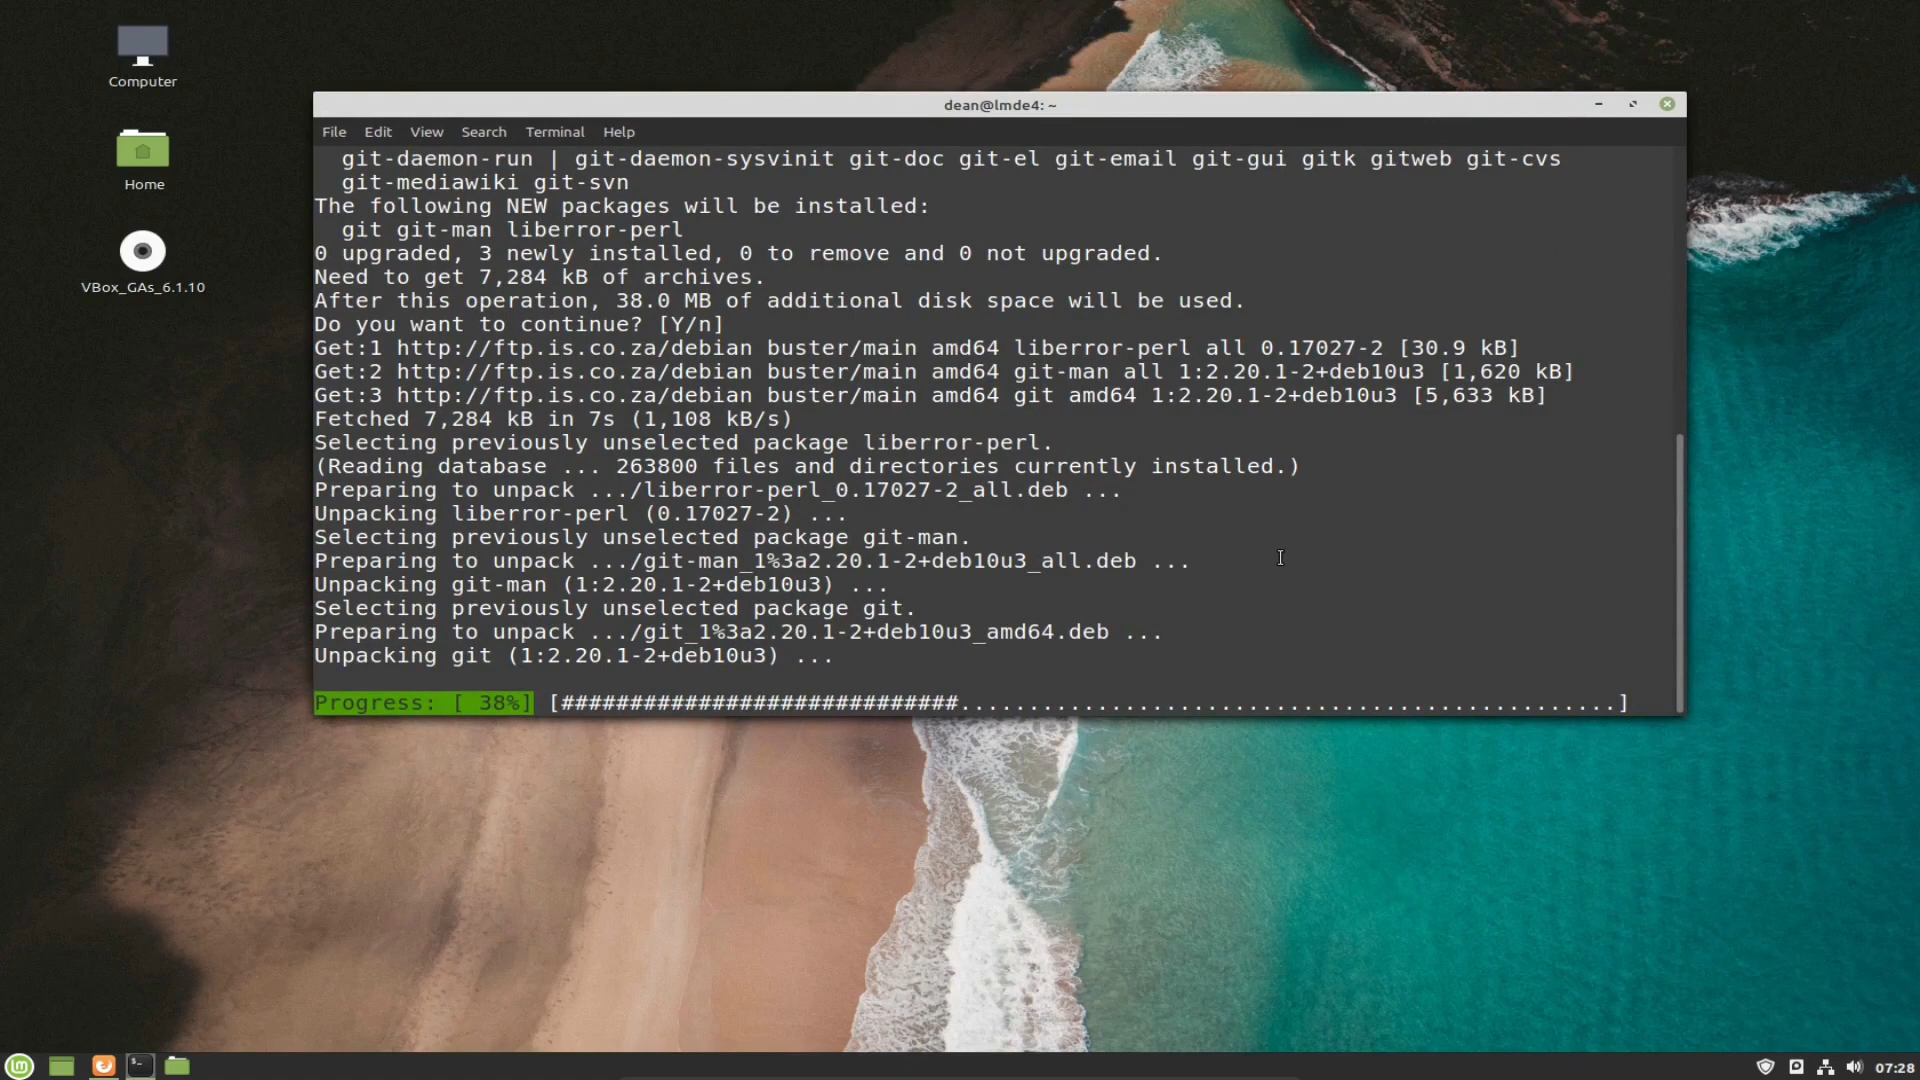 Computer
Home
VBox_GAs_6.1.10
dean@lmde4: ~
File Edit View Search Terminal Help
git-daemon-run | git-daemon-sysvinit git-doc git-el git-email git-gui gitk gitweb git-cvs
git-mediawiki git-svn
The following NEW packages will be installed:
git git-man liberror-perl
0 upgraded, 3 newly installed, 0 to remove and 0 not upgraded.
Need to get 7,284 kB of archives.
After this operation, 38.0 MB of additional disk space will be used.
Do you want to continue? [Y/n]
Get:1 http://ftp.is.co.za/debian buster/main amd64 liberror-perl all 0.17027-2 [30.9 kB]
Get:2 http://ftp.is.co.za/debian buster/main amd64 git-man all 1:2.20.1-2+deb10u3 [1,620 kB]
Get:3 http://ftp.is.co.za/debian buster/main amd64 git amd64 1:2.20.1-2+deb10u3 [5,633 kB]
Fetched 7,284 kB in 7s (1,108 kB/s)
Selecting previously unselected package liberror-perl.
(Reading database ... 263800 files and directories currently installed.)
Preparing to unpack .../liberror-perl_0.17027-2_all.deb ...
Unpacking liberror-perl (0.17027-2) ...
Selecting previously unselected package git-man.
Preparing to unpack .../git-man_1%3a2.20.1-2+deb10u3_all.deb ...
Unpacking git-man (1:2.20.1-2+deb10u3) ...
Selecting previously unselected package git.
Preparing to unpack .../git_1%3a2.20.1-2+deb10u3_amd64.deb ...
Unpacking git (1:2.20.1-2+deb10u3) ...
Progress: [ 38%] [#############################................................................................]
07:28